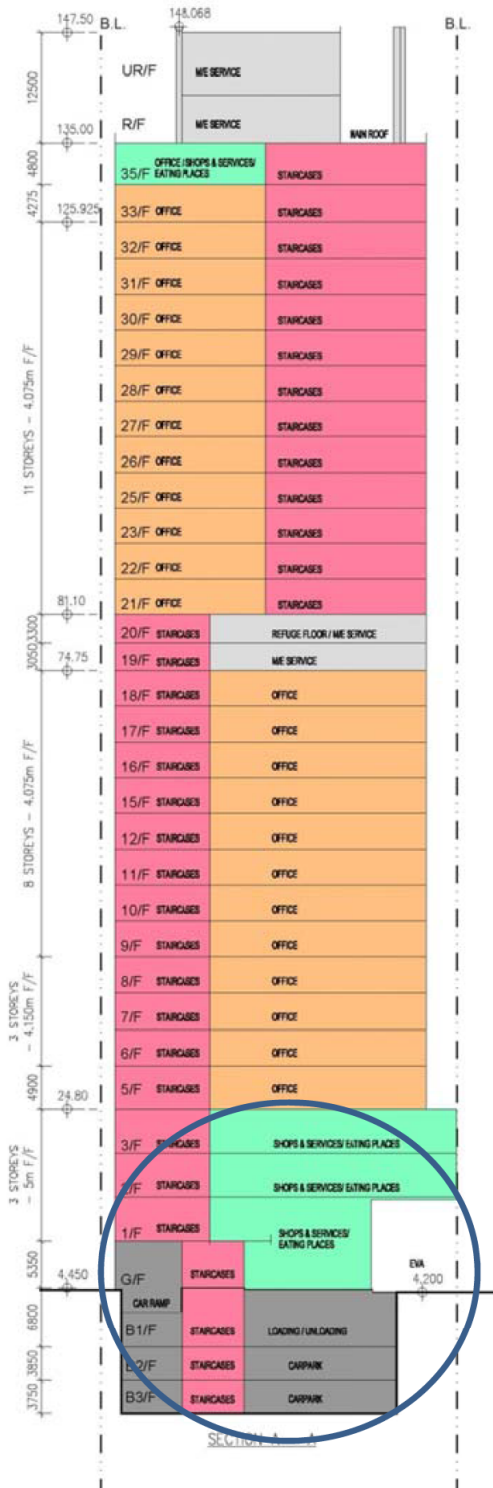 B.L. 148.068 B.L.
147.50
UR/F M/E SERVICE
12500
R/F M/E SERVICE
MAIN ROOF
135.00
4800
35/F OFFICE / SHOPS & SERVICES/
EATING PLACES STAIRCASES
4275
33/F OFFICE STAIRCASES
125.925
32/F OFFICE STAIRCASES
31/F OFFICE STAIRCASES
30/F OFFICE STAIRCASES
29/F OFFICE STAIRCASES
28/F OFFICE STAIRCASES
11 STOREYS - 4.075m F/F
27/F OFFICE STAIRCASES
26/F OFFICE STAIRCASES
25/F OFFICE STAIRCASES
23/F OFFICE STAIRCASES
22/F OFFICE STAIRCASES
21/F OFFICE STAIRCASES
81.10
3300
20/F STAIRCASES REFUGE FLOOR / M/E SERVICE
3050
19/F STAIRCASES M/E SERVICE
74.75
18/F STAIRCASES OFFICE
17/F STAIRCASES OFFICE
16/F STAIRCASES OFFICE
15/F STAIRCASES OFFICE
8 STOREYS - 4.075m F/F
12/F STAIRCASES OFFICE
11/F STAIRCASES OFFICE
10/F STAIRCASES OFFICE
9/F STAIRCASES OFFICE
8/F STAIRCASES OFFICE
3 STOREYS
- 4.150m F/F
7/F STAIRCASES OFFICE
6/F STAIRCASES OFFICE
4900
5/F STAIRCASES OFFICE
24.80
3/F STAIRCASES SHOPS & SERVICES/ EATING PLACES
3 STOREYS
- 5m F/F
2/F STAIRCASES SHOPS & SERVICES/ EATING PLACES
1/F STAIRCASES SHOPS & SERVICES/
EATING PLACES
5350
G/F STAIRCASES EVA
4.450 4.200
CAR RAMP
6800
B1/F STAIRCASES LOADING / UNLOADING
3850
B2/F STAIRCASES CARPARK
3750
B3/F STAIRCASES CARPARK
SECTION A - A